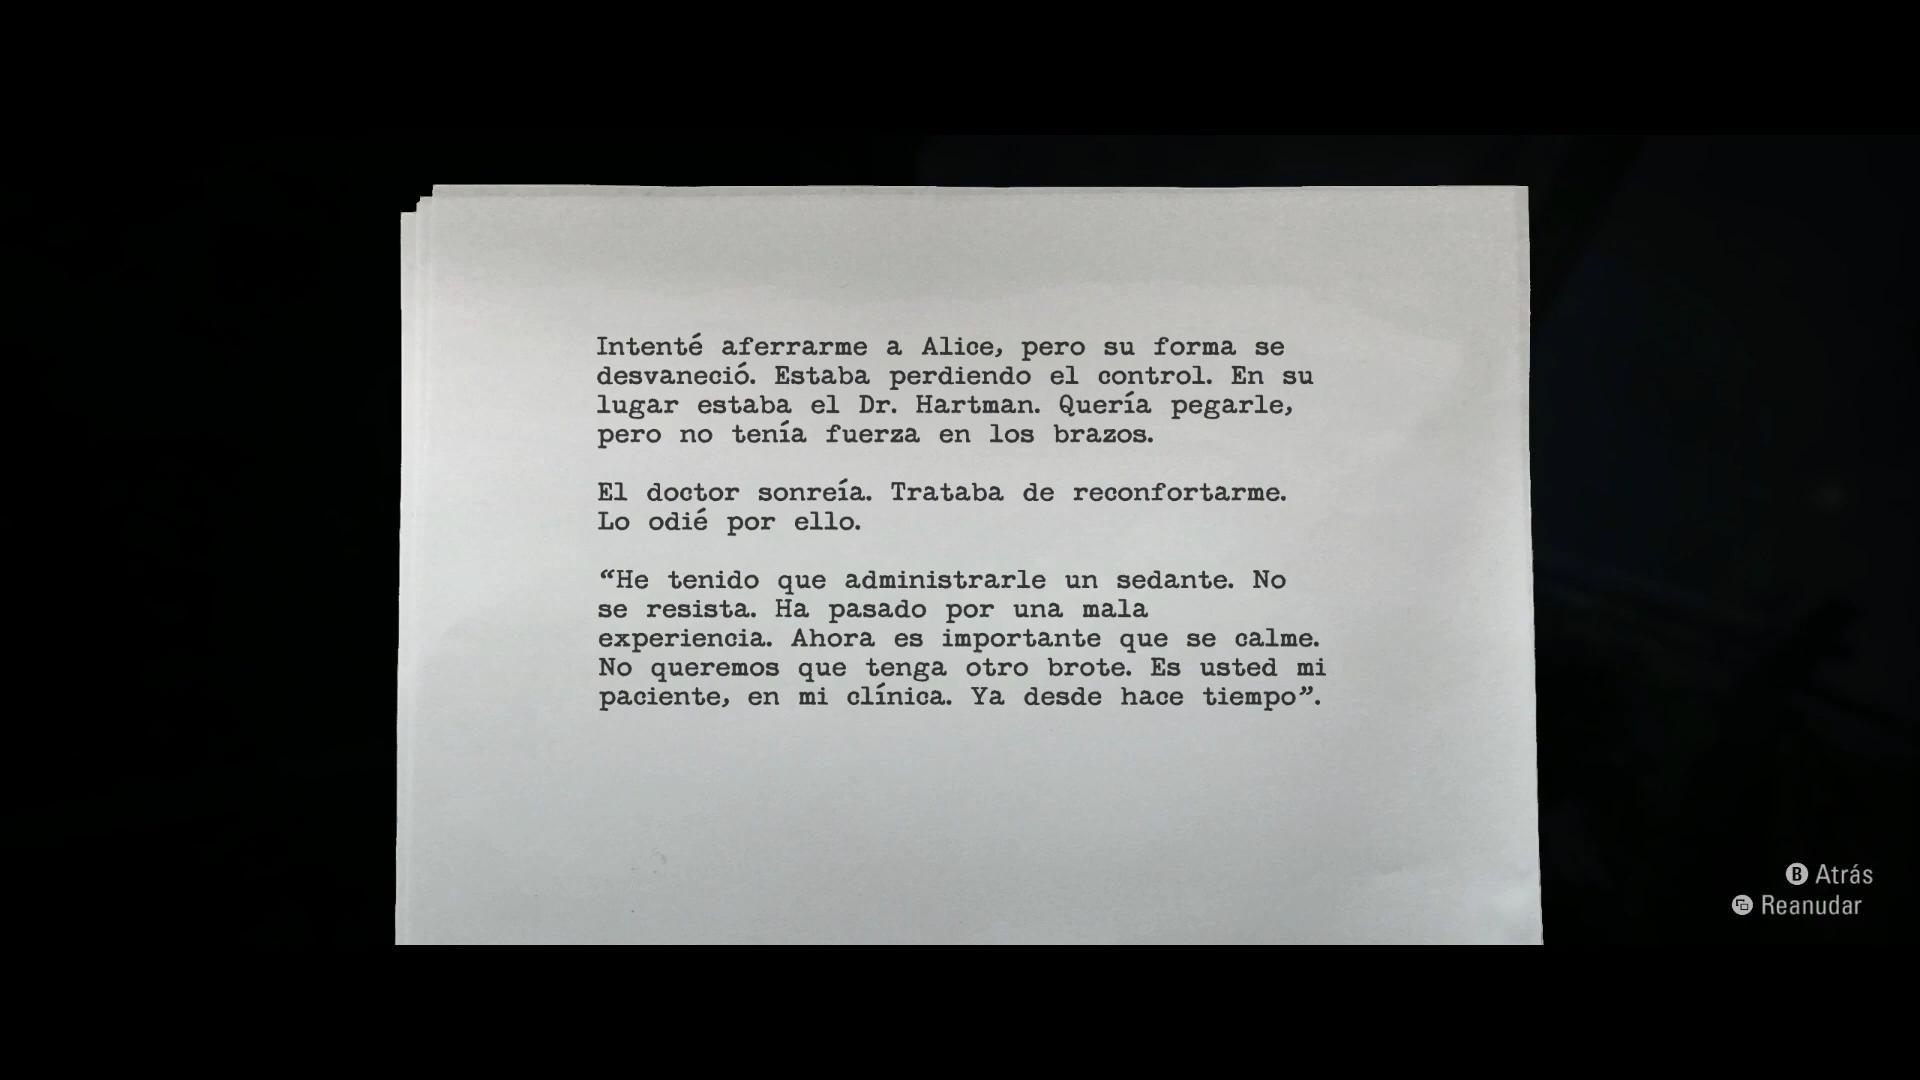 Intenté aferrarme a Alice, pero su forma se
desvaneció. Estaba perdiendo el control. En su
lugar estaba el Dr. Hartman. Quería pegarle,
pero no tenía fuerza en los brazos.
El doctor sonreía. Trataba de reconfortarme.
Lo odié por ello.
“He tenido que administrarle un sedante. No
se resista. Ha pasado por una mala
experiencia. Ahora es importante que se calme.
No queremos que tenga otro brote. Es usted mi
paciente, en mi clínica. Ya desde hace tiempo”.
B Atrás
Reanudar